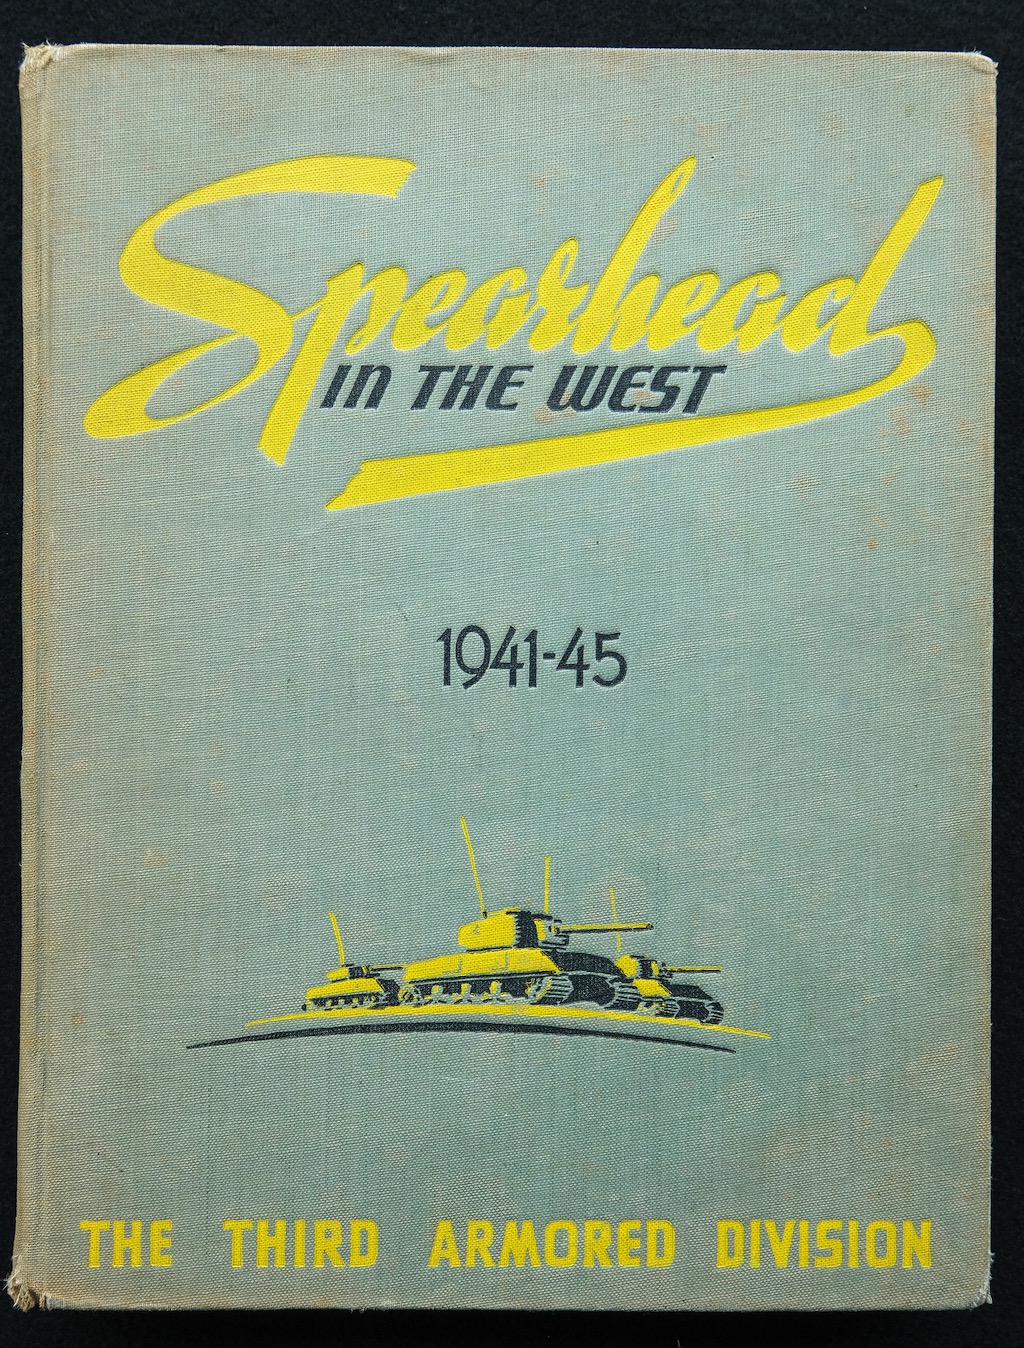 Spearhead
IN THE WEST
1941-45
THE THIRD ARMORED DIVISION